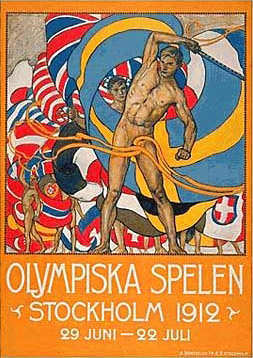 OLYMPISKA SPELEN
STOCKHOLM 1912
29 JUNI — 22 JULI